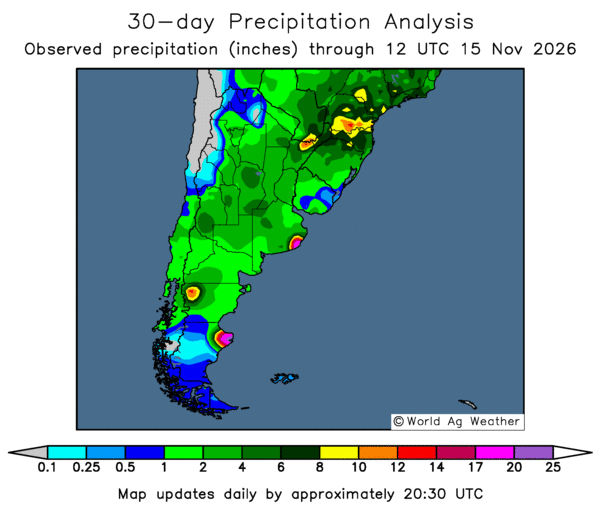 30-day Precipitation Analysis
Observed precipitation (inches) through 12 UTC 15 Nov 2026
©World Ag Weather
0.1 0.25 0.5 1 2 4 6 8 10 12 14 17 20 25
Map updates daily by approximately 20:30 UTC